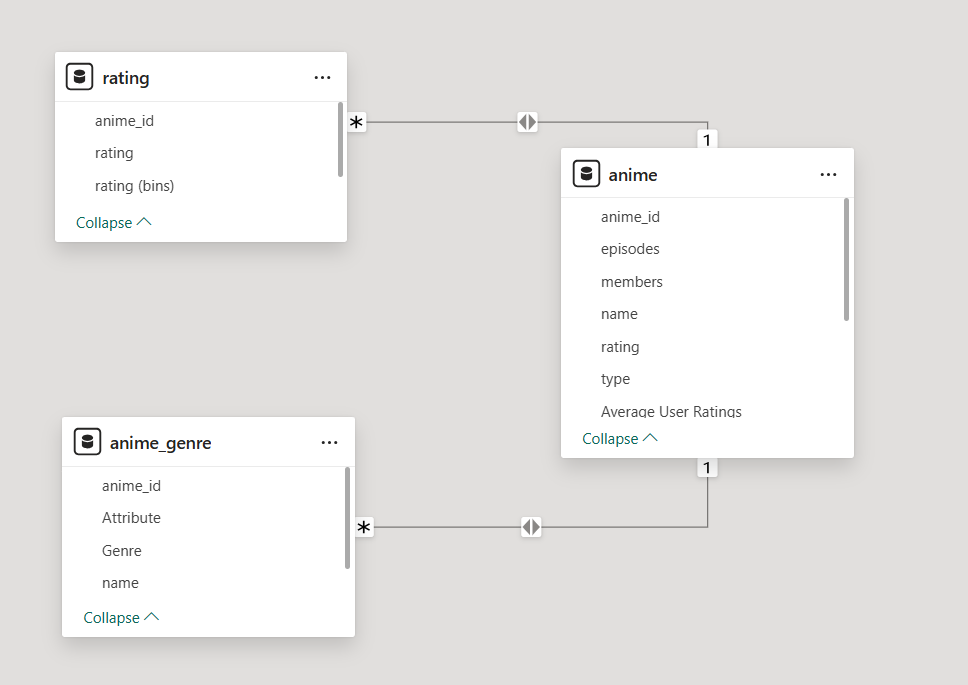 rating
...
anime_id
rating
rating (bins)
Collapse
*
1
anime
...
anime_id
episodes
members
name
rating
type
Average User Ratings
Collapse
1
anime_genre
...
anime_id
Attribute
Genre
name
Collapse
*